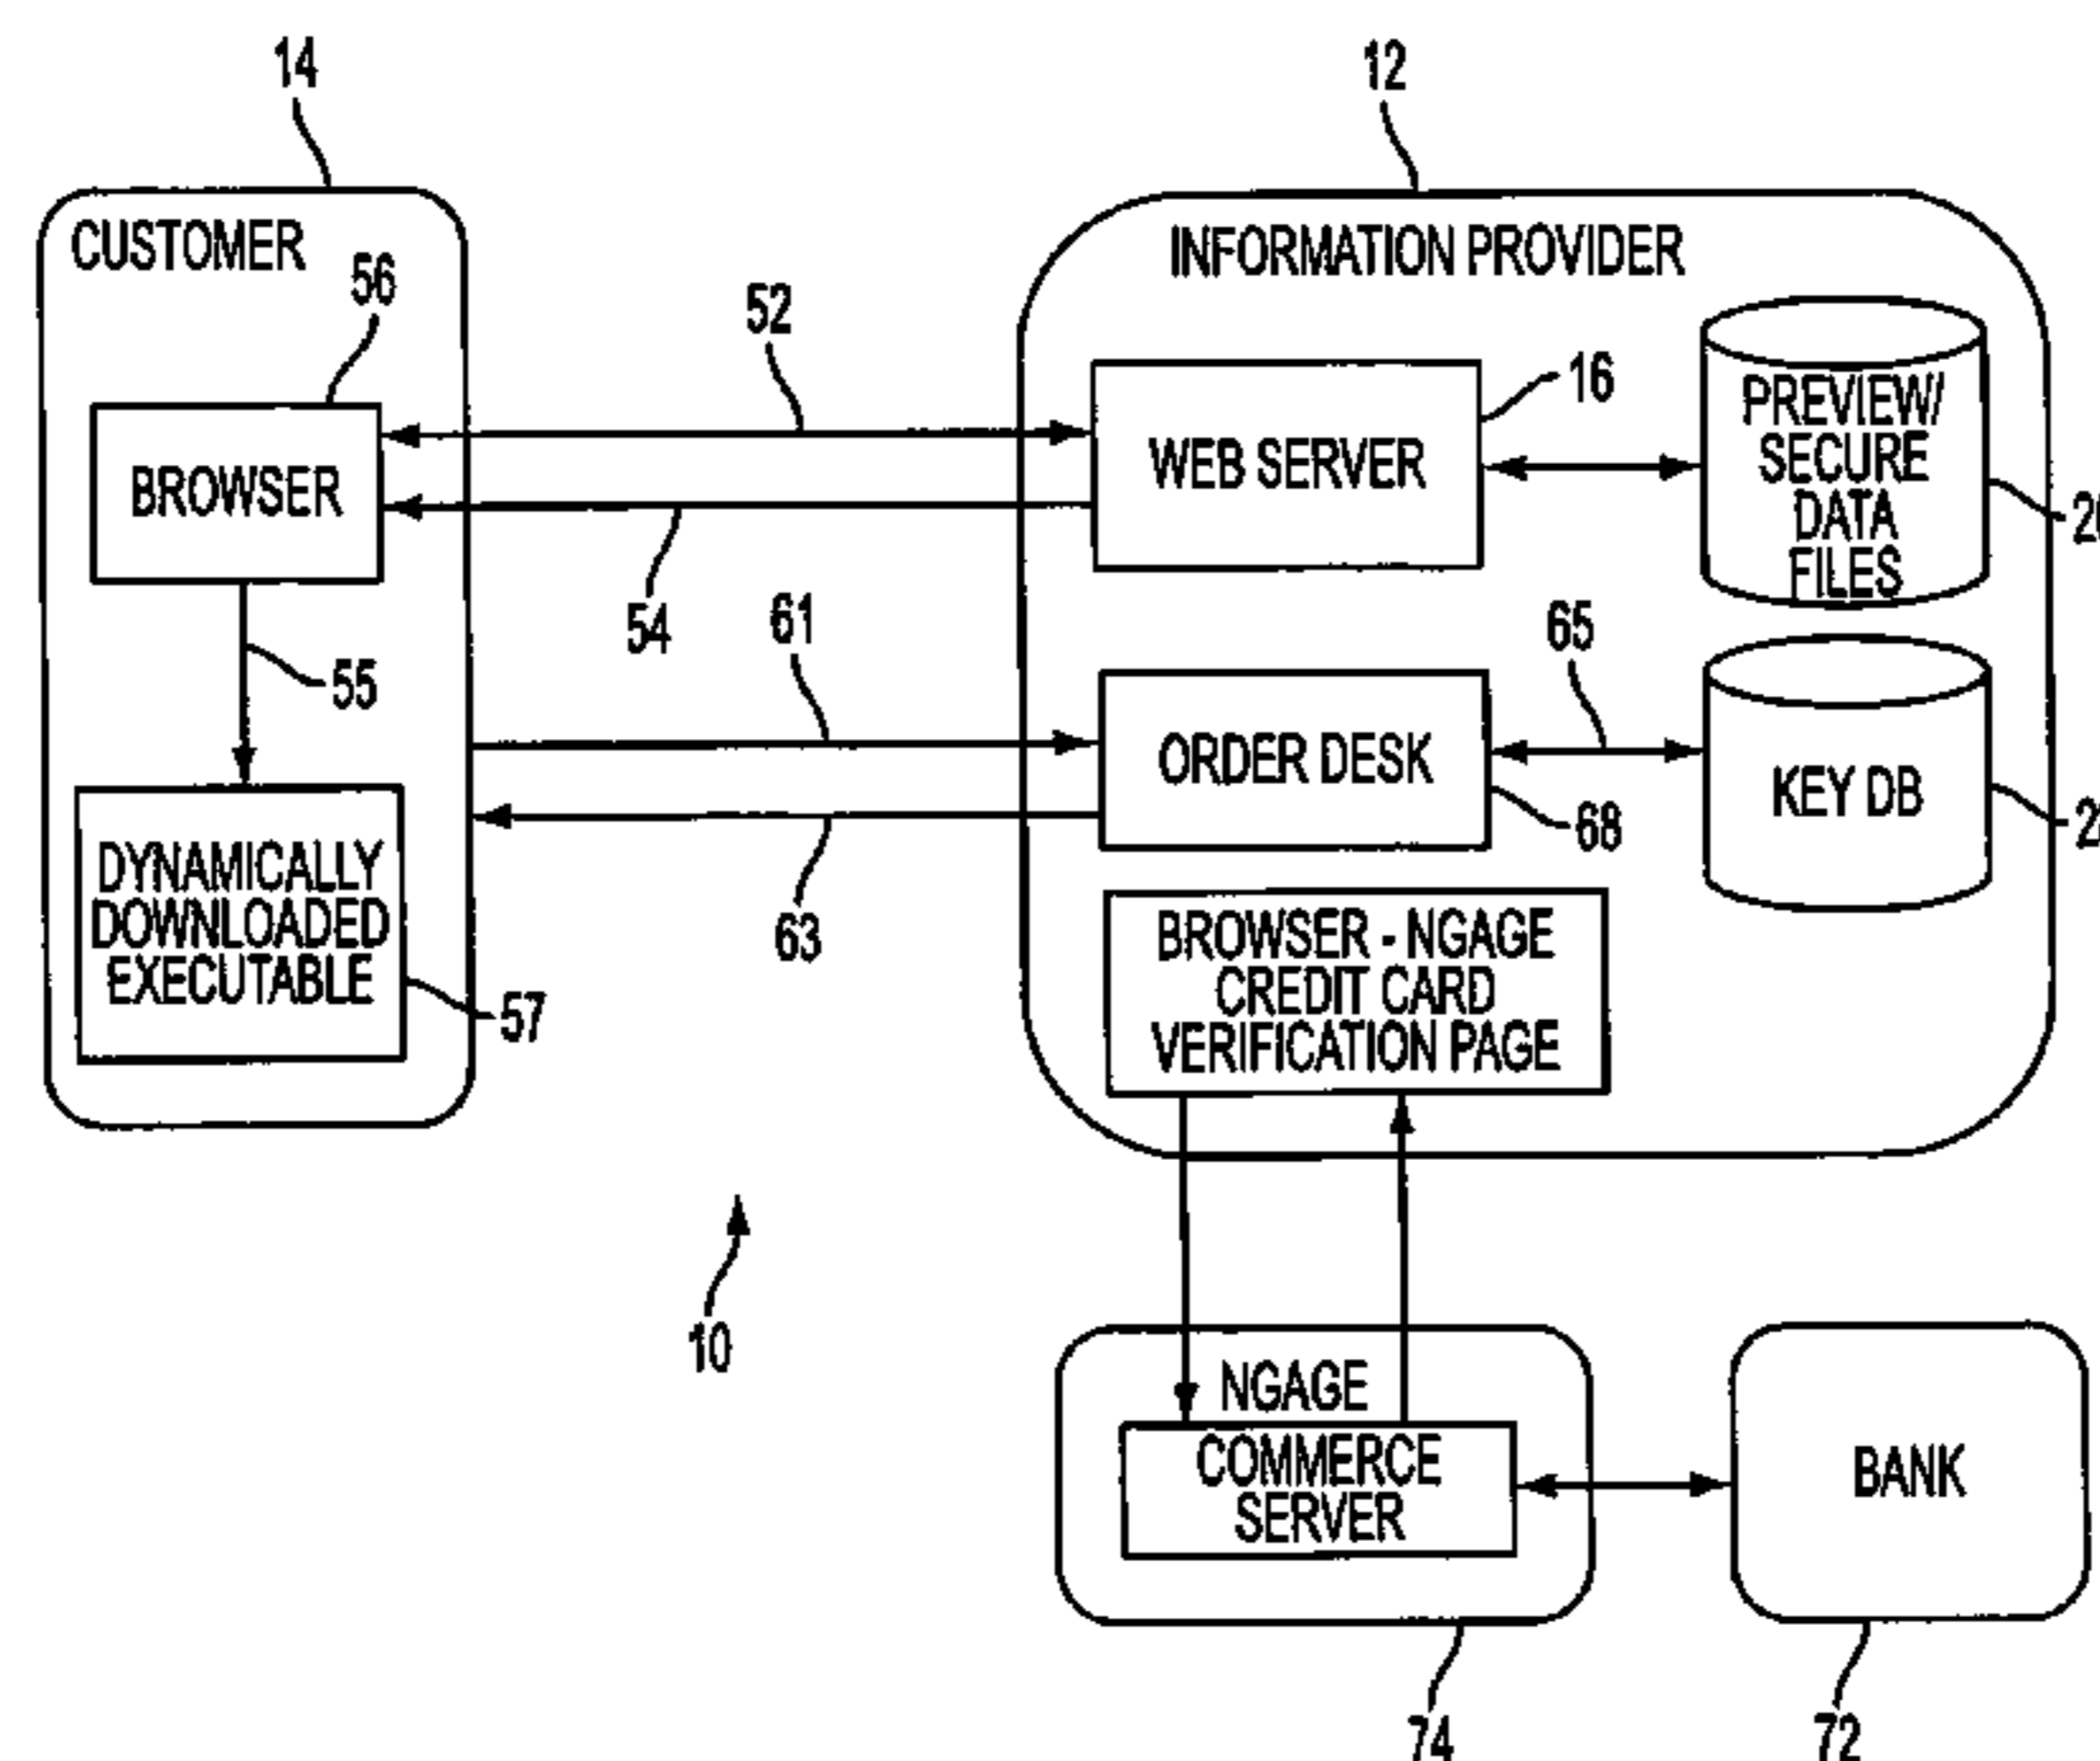 14
12
CUSTOMER
INFORMATION PROVIDER
56
52
16
PREVIEW/
SECURE
DATA
FILES
BROWSER
WEB SERVER
54
61
65
55
ORDER DESK
KEY DB
68
DYNAMICALLY
DOWNLOADED
EXECUTABLE
63
57
BROWSER - NGAGE
CREDIT CARD
VERIFICATION PAGE
10
NGAGE
COMMERCE
SERVER
BANK
74
72